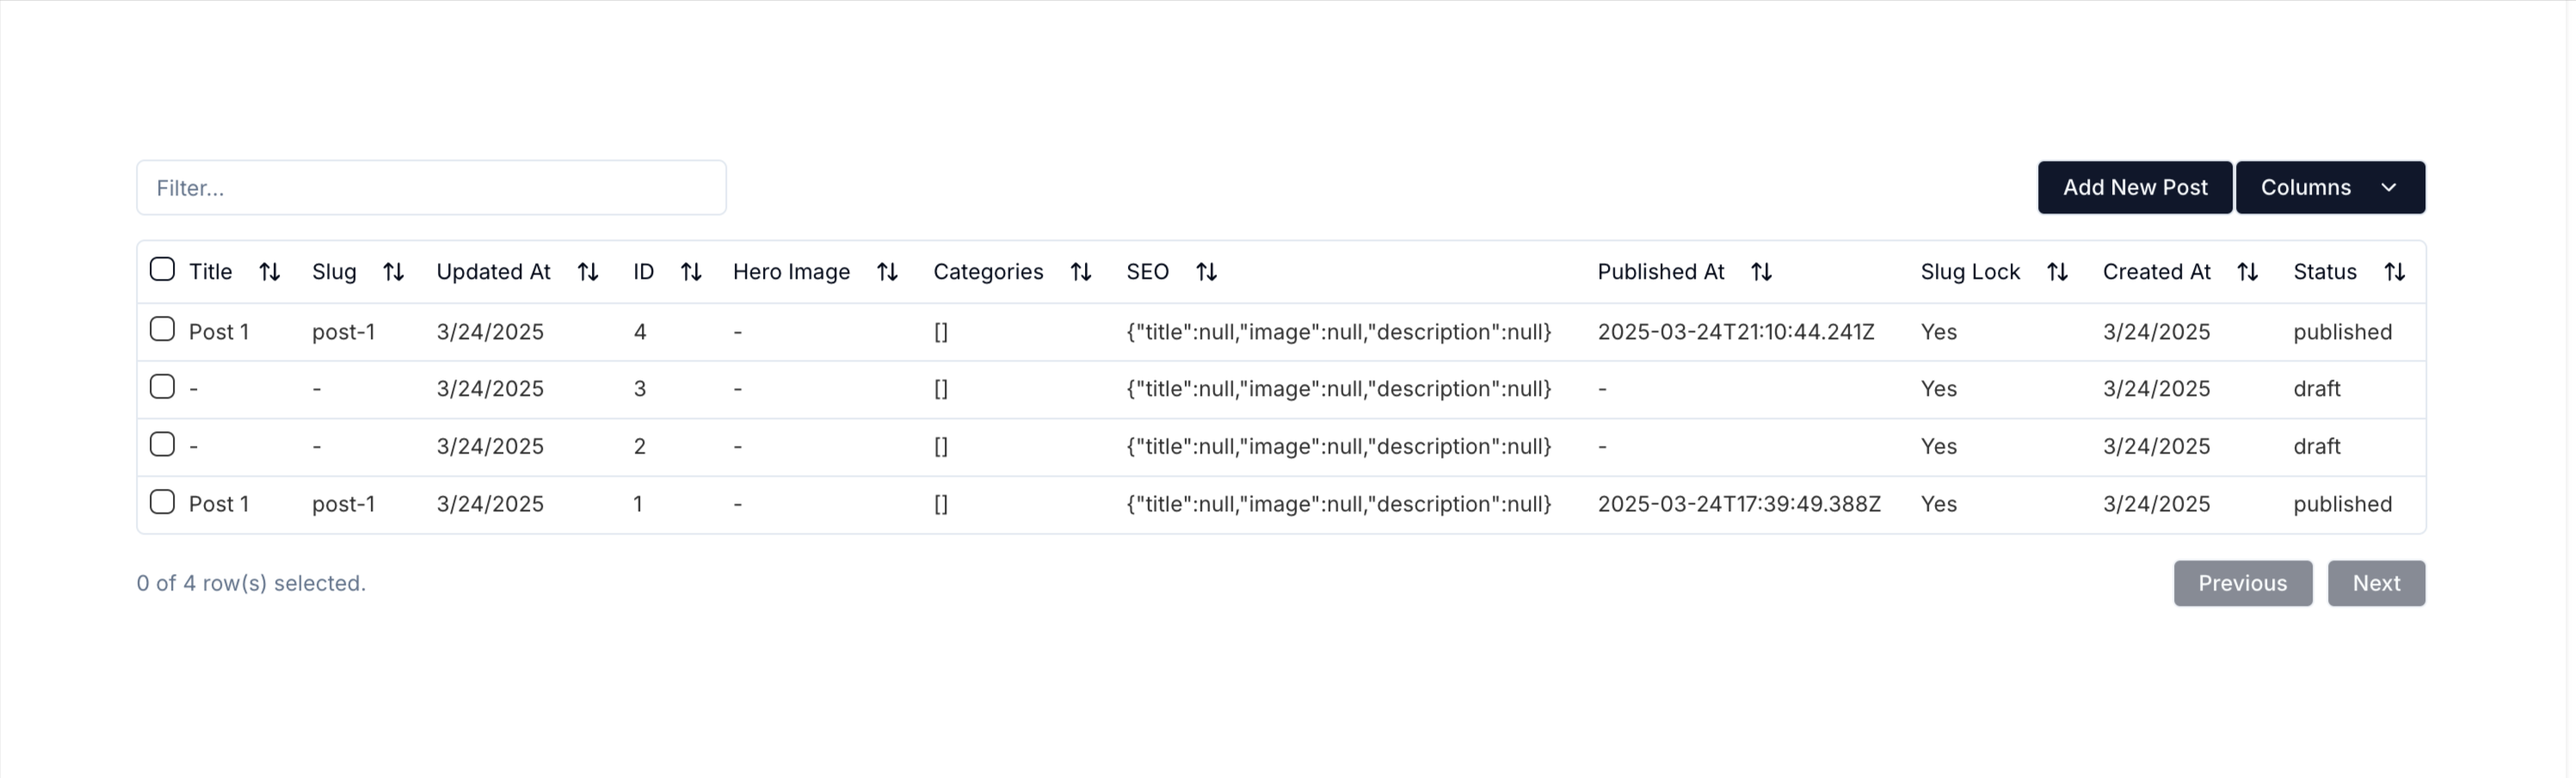 Filter...
Add New Post Columns
Title Slug Updated At ID Hero Image Categories SEO Published At Slug Lock Created At Status
Post 1 post-1 3/24/2025 4 - [] {"title":null,"image":null,"description":null} 2025-03-24T21:10:44.241Z Yes 3/24/2025 published
- - 3/24/2025 3 - [] {"title":null,"image":null,"description":null} - Yes 3/24/2025 draft
- - 3/24/2025 2 - [] {"title":null,"image":null,"description":null} - Yes 3/24/2025 draft
Post 1 post-1 3/24/2025 1 - [] {"title":null,"image":null,"description":null} 2025-03-24T17:39:49.388Z Yes 3/24/2025 published
0 of 4 row(s) selected.
Previous Next